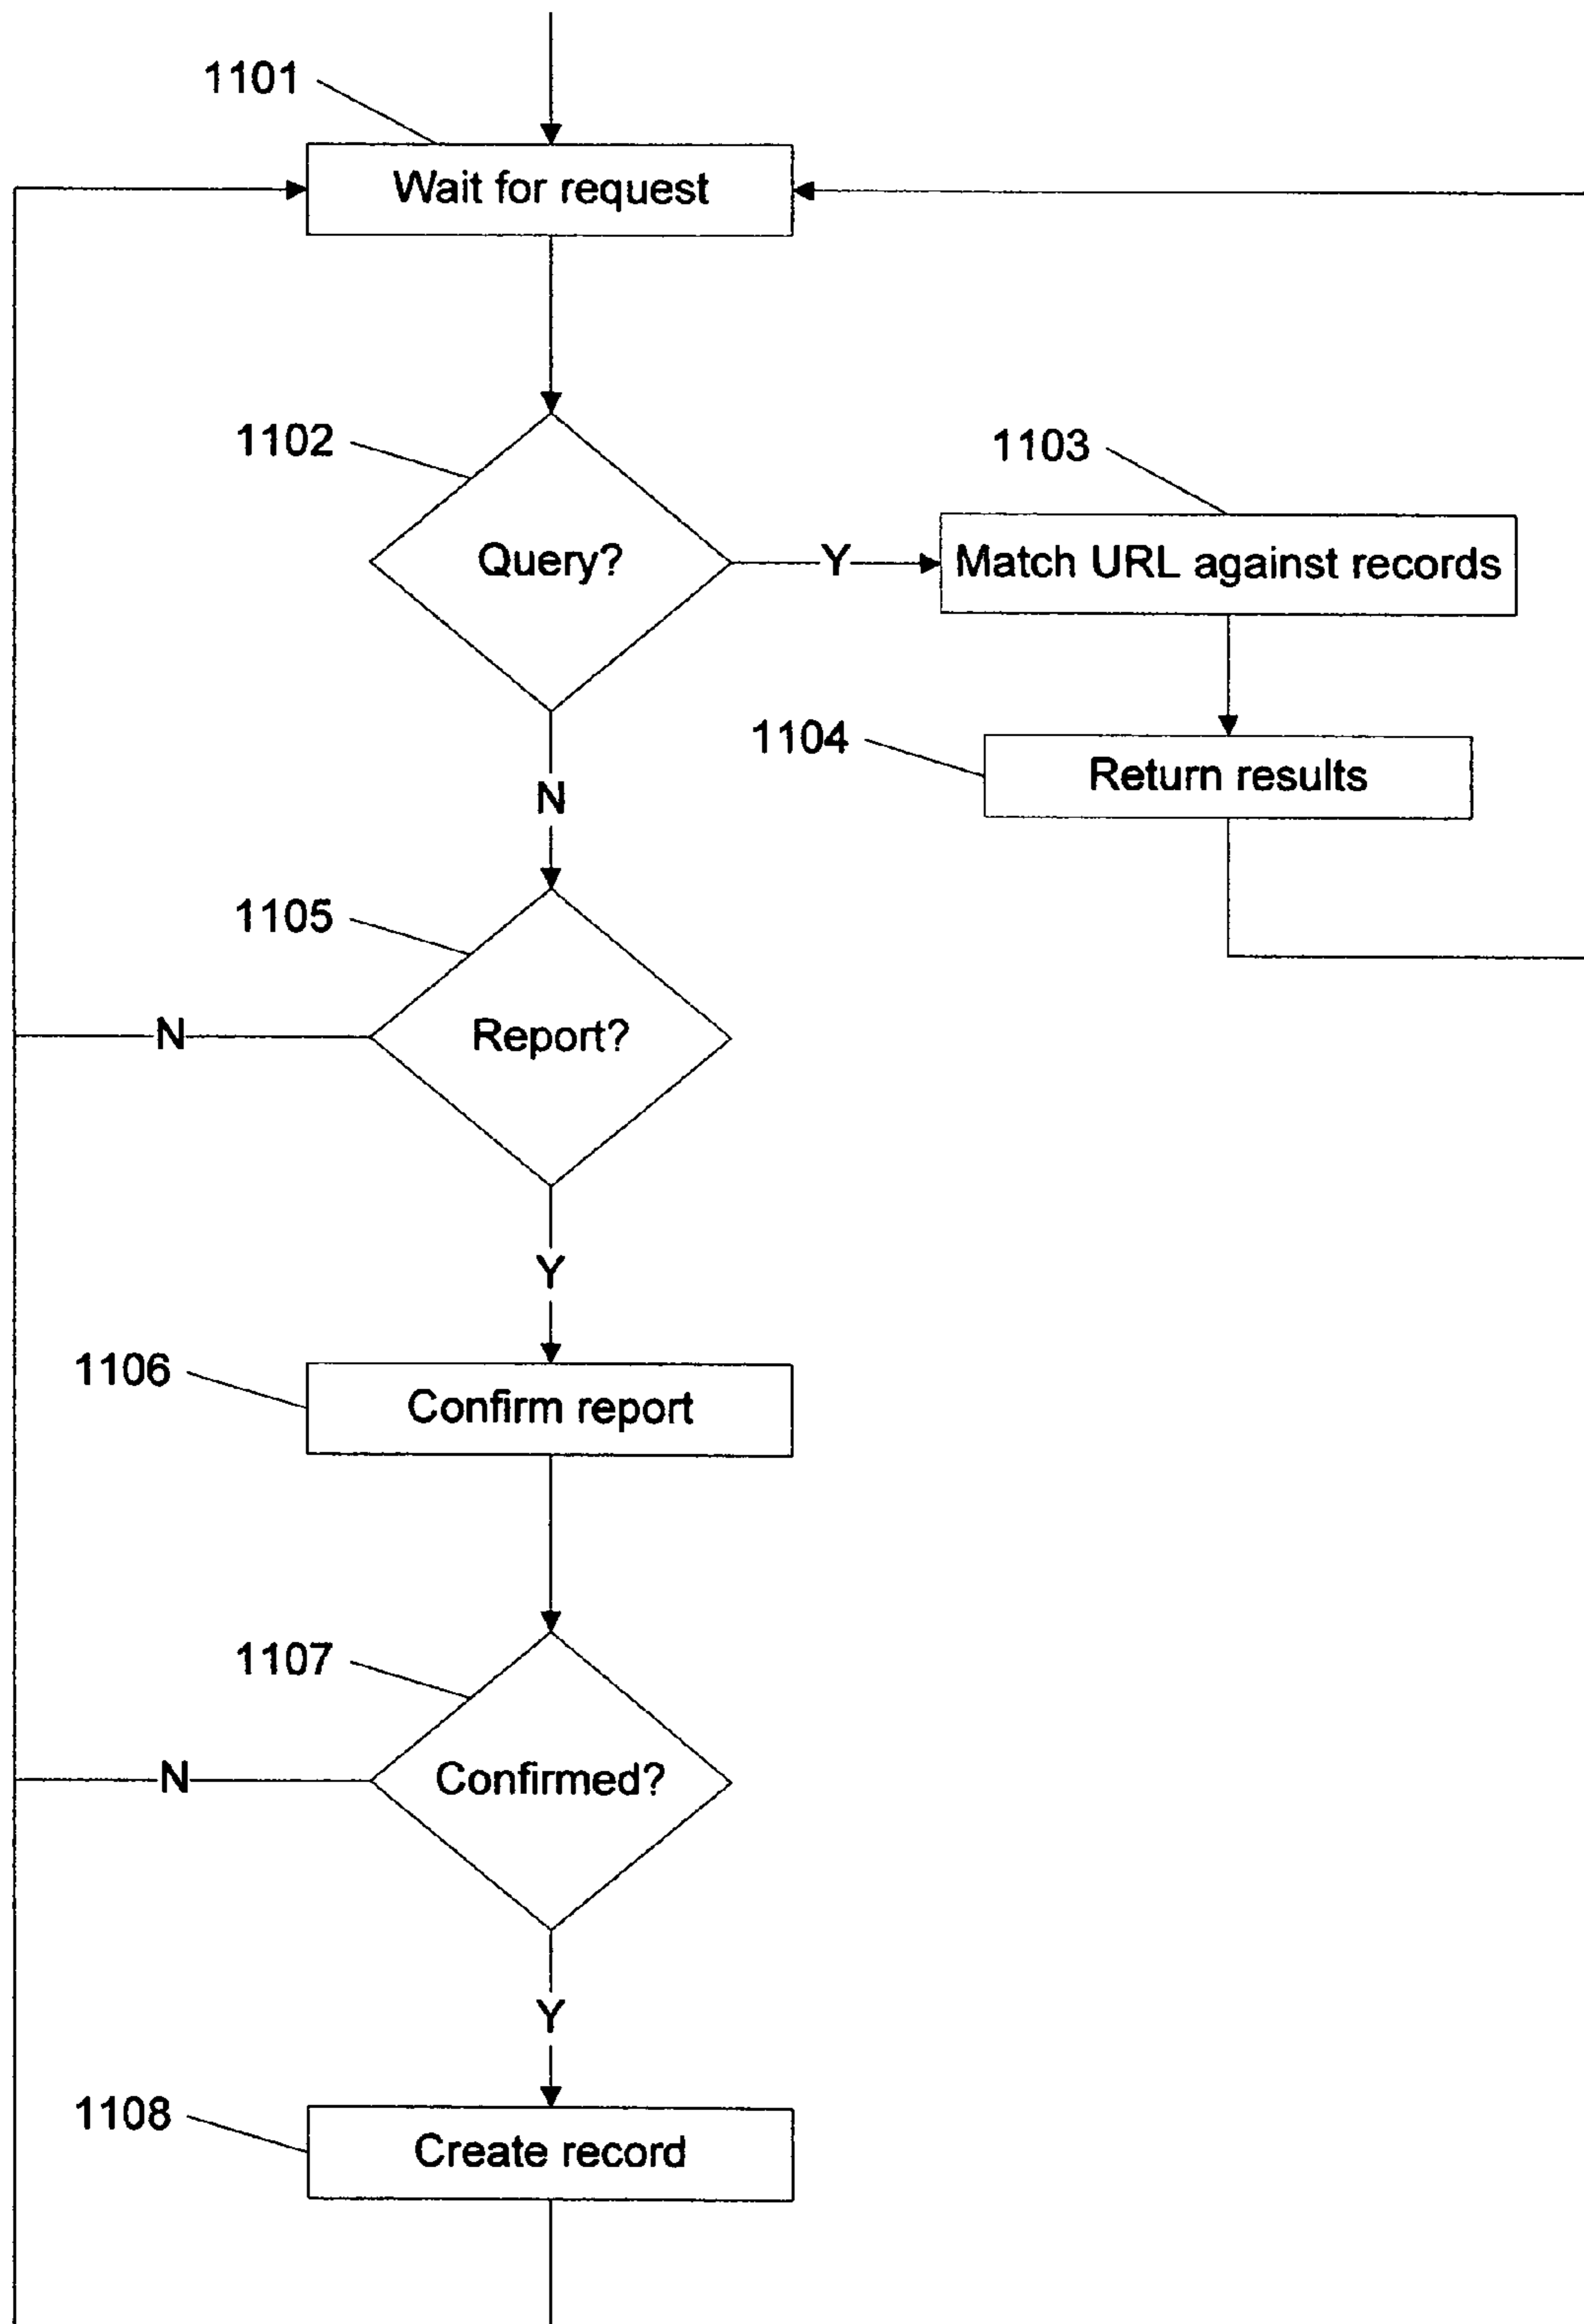 1101
Wait for request
1102
1103
Query?
Y
Match URL against records
1104
Return results
N
1105
Report?
N
Y
1106
Confirm report
1107
Confirmed?
N
Y
1108
Create record